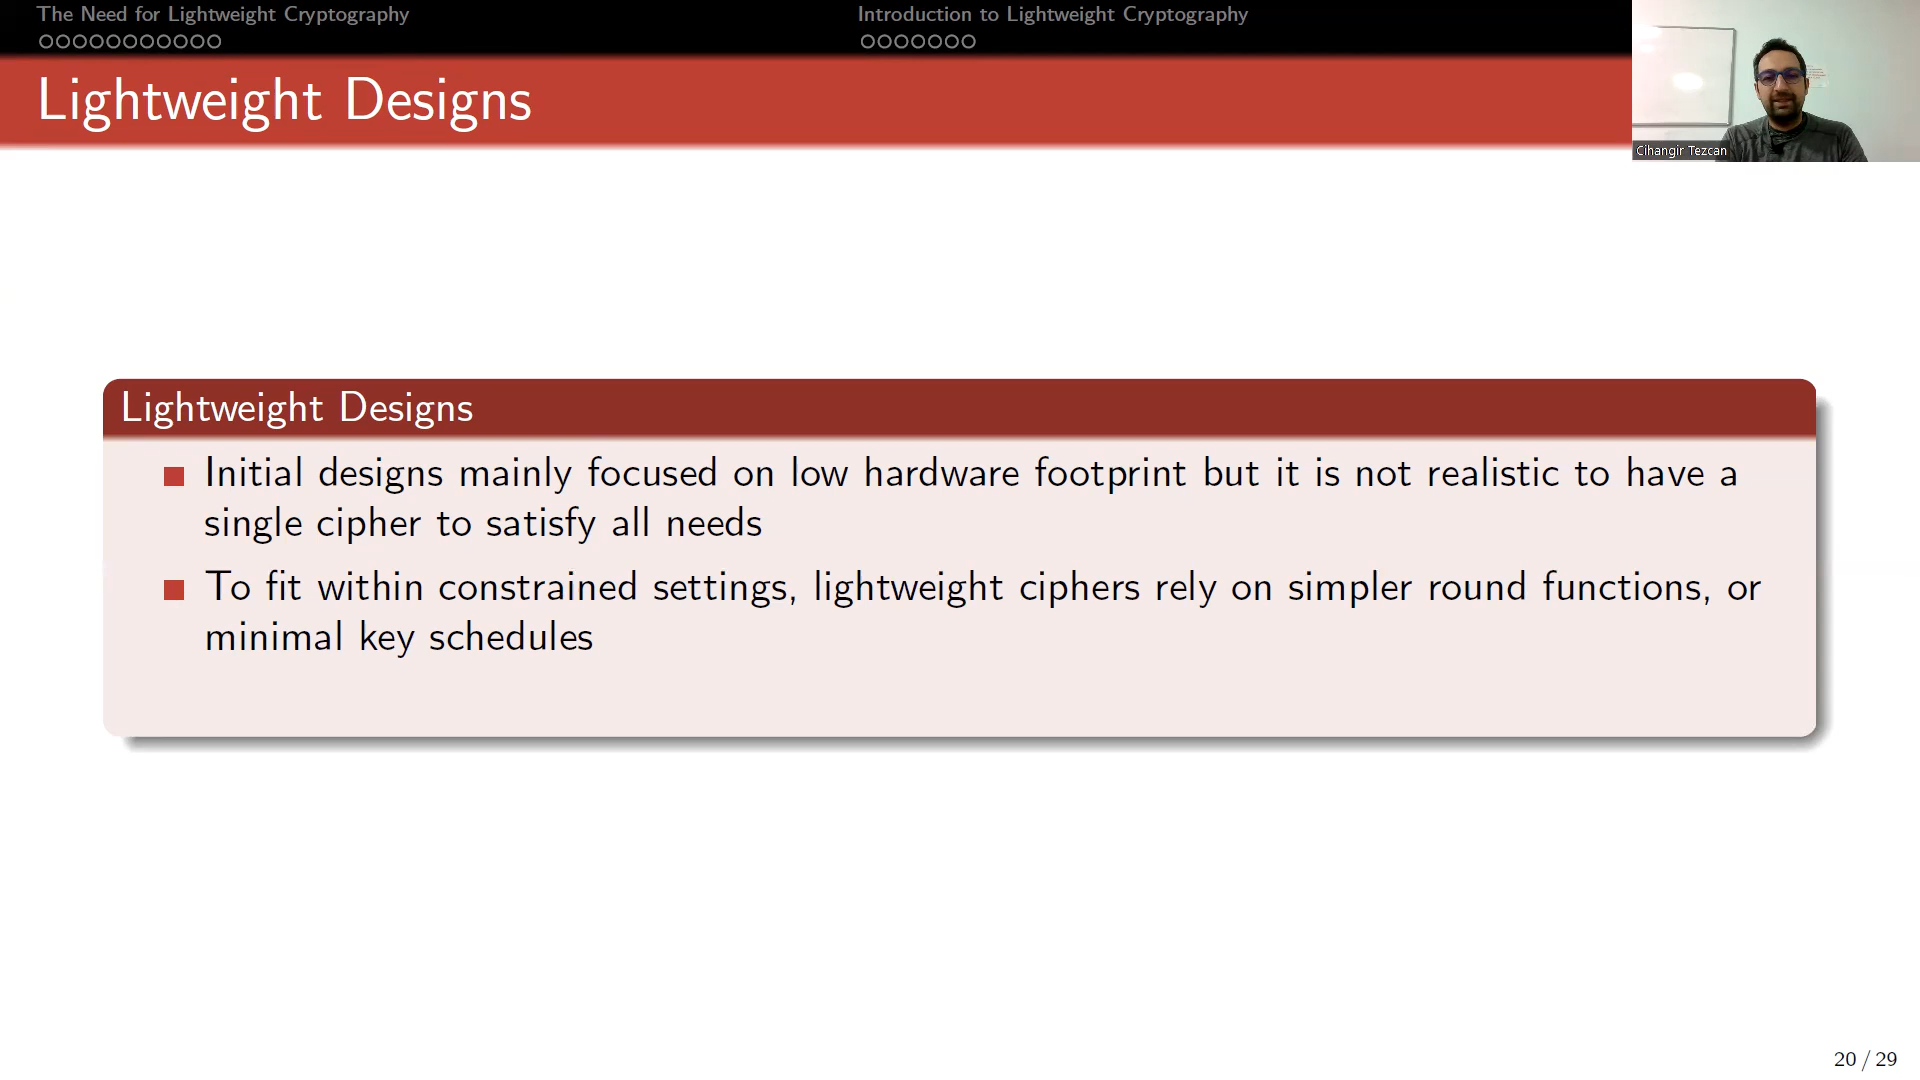 The Need for Lightweight Cryptography
Introduction to Lightweight Cryptography
Lightweight Designs
Cihangir Tezcan
Lightweight Designs
Initial designs mainly focused on low hardware footprint but it is not realistic to have a
single cipher to satisfy all needs
To fit within constrained settings, lightweight ciphers rely on simpler round functions, or
minimal key schedules
20 / 29